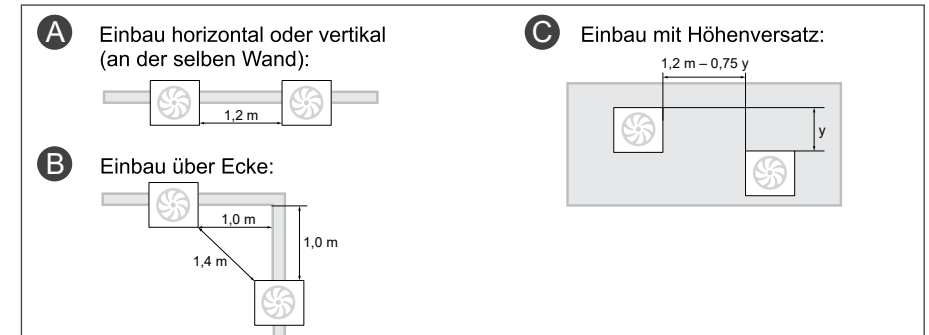 A
Einbau horizontal oder vertikal
(an der selben Wand):
1,2 m
B
Einbau über Ecke:
1,0 m
1,0 m
1,4 m
C
Einbau mit Höhenversatz:
1,2 m – 0,75 y
y